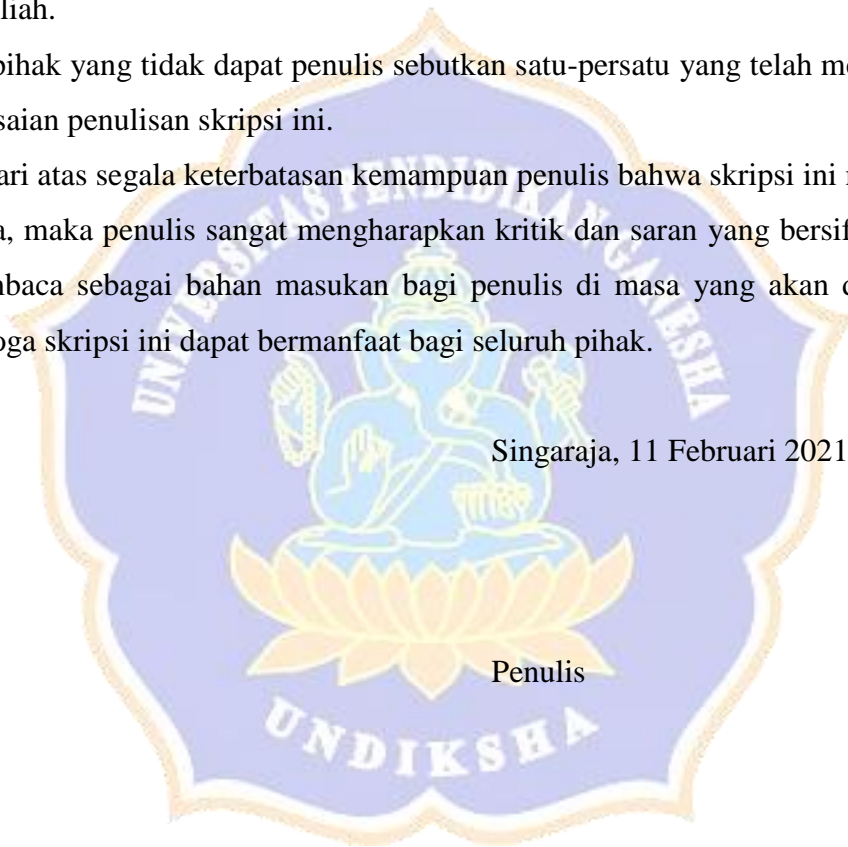 liah.
pihak yang tidak dapat penulis sebutkan satu-persatu yang telah me
saian penulisan skripsi ini.
ari atas segala keterbatasan kemampuan penulis bahwa skripsi ini
a, maka penulis sangat mengharapkan kritik dan saran yang bersif
nbaca sebagai bahan masukan bagi penulis di masa yang akan d
oga skripsi ini dapat bermanfaat bagi seluruh pihak.
UNIVERSITAS PENDIDIKAN GANESHA
Singaraja, 11 Februari 2021
Penulis
UNDIKSHA